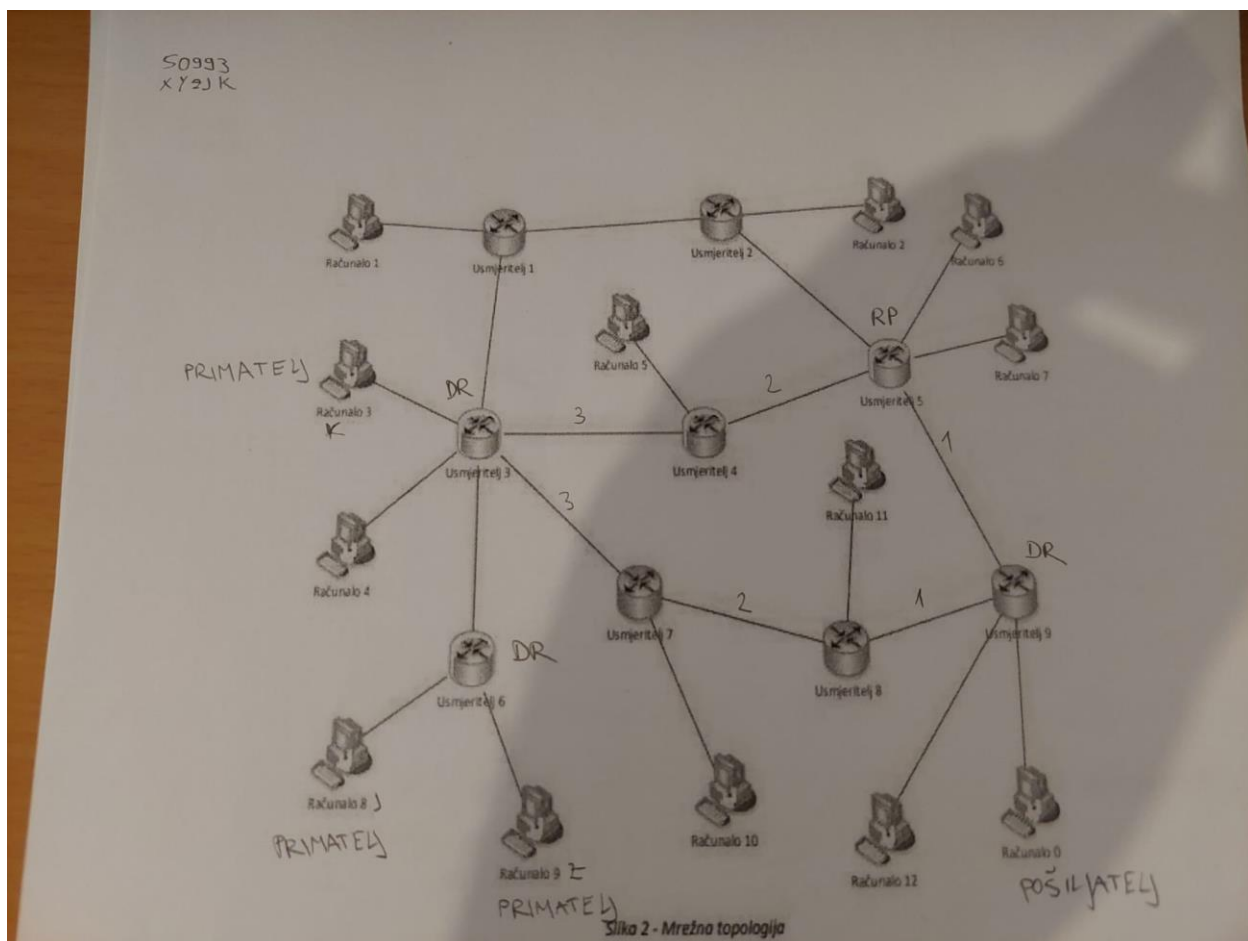 50993
XYZJK
Računalo 1
Usmjeritelj 1
Usmjeritelj 2
Računalo 2
Računalo 6
RP
PRIMATELJ
Računalo 3
K
DR
Računalo 5
3
2
Usmjeritelj 5
Računalo 7
Usmjeritelj 3
Usmjeritelj 4
1
3
Računalo 11
DR
Računalo 4
Usmjeritelj 7
2
1
Usmjeritelj 9
DR
Usmjeritelj 6
Usmjeritelj 8
Računalo 8 J
PRIMATELJ
Računalo 9 Z
PRIMATELJ
Računalo 10
Računalo 12
Računalo 0
POŠILJATELJ
Slika 2 - Mrežna topologija